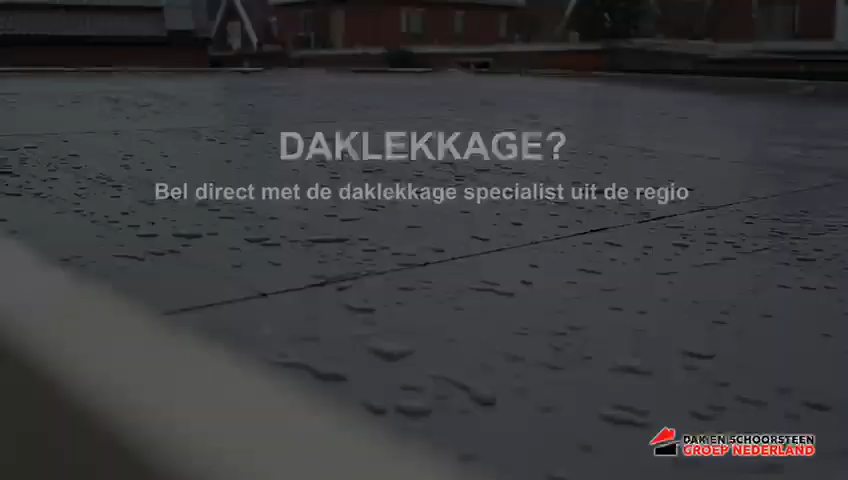 DAKLEKKAGE?
Bel direct met de daklekkage specialist uit de regio
DAK EN SCHOORSTEEN
GROEP NEDERLAND